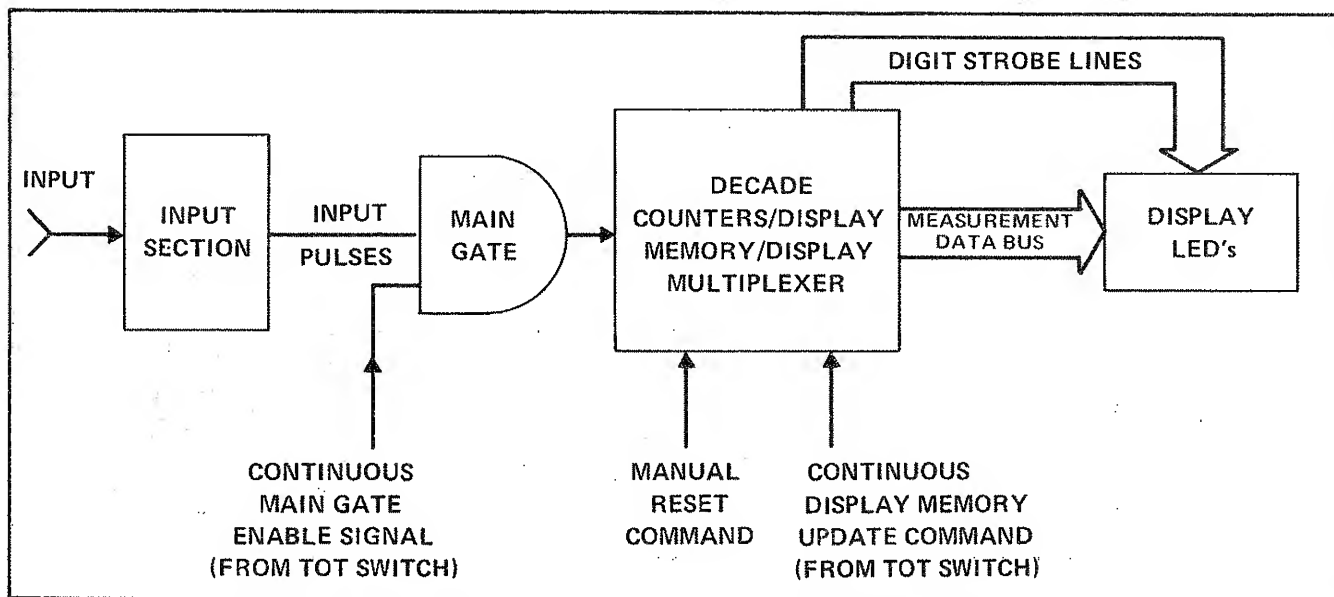 DIGIT STROBE LINES
INPUT
INPUT
SECTION
INPUT
PULSES
MAIN
GATE
DECADE
COUNTERS/DISPLAY
MEMORY/DISPLAY
MULTIPLEXER
MEASUREMENT
DATA BUS
DISPLAY
LED's
CONTINUOUS
MAIN GATE
ENABLE SIGNAL
(FROM TOT SWITCH)
MANUAL
RESET
COMMAND
CONTINUOUS
DISPLAY MEMORY
UPDATE COMMAND
(FROM TOT SWITCH)